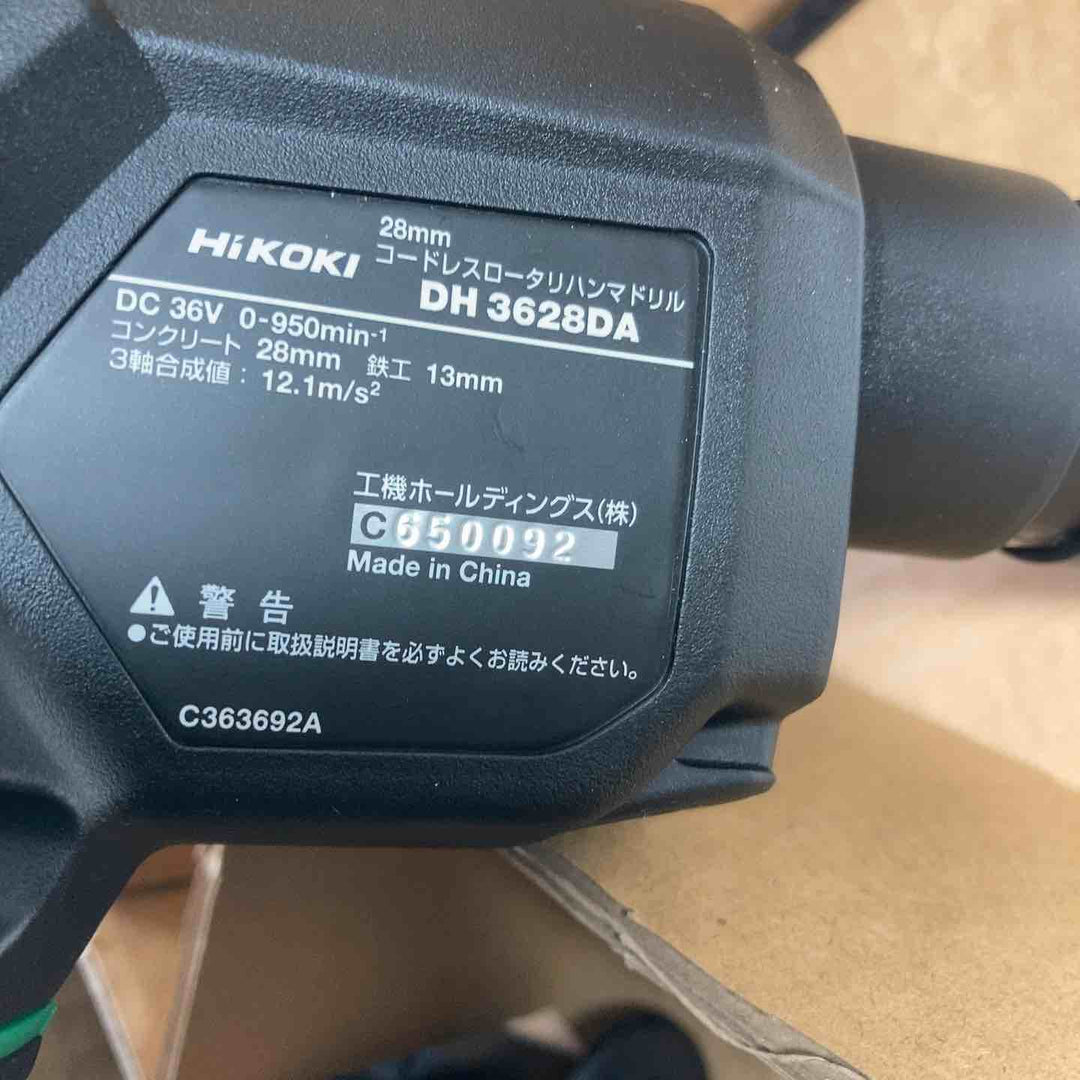 HiKOKI
28mm
コードレスロータリハンマドリル
DH 3628DA
DC 36V 0-950min-1
コンクリート 28mm 鉄工 13mm
3軸合成値 : 12.1m/s²
工機ホールディングス(株)
C650092
Made in China
警告
●ご使用前に取扱説明書を必ずよくお読みください。
C363692A